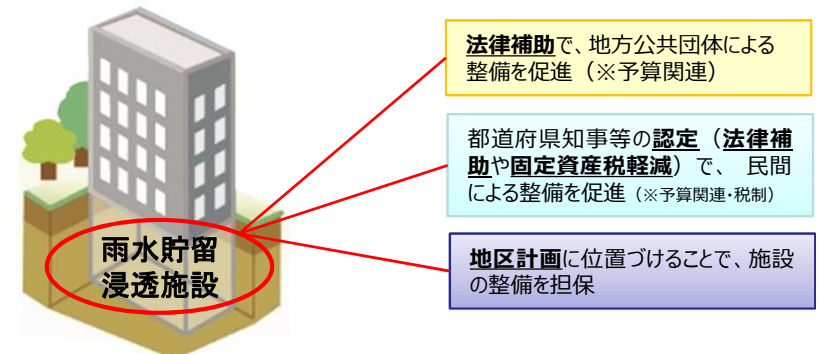 法律補助で、地方公共団体による
整備を促進（※予算関連）
都道府県知事等の認定（法律補
助や固定資産税軽減）で、 民間
による整備を促進（※予算関連・税制）
雨水貯留
浸透施設
地区計画に位置づけることで、施設
の整備を担保